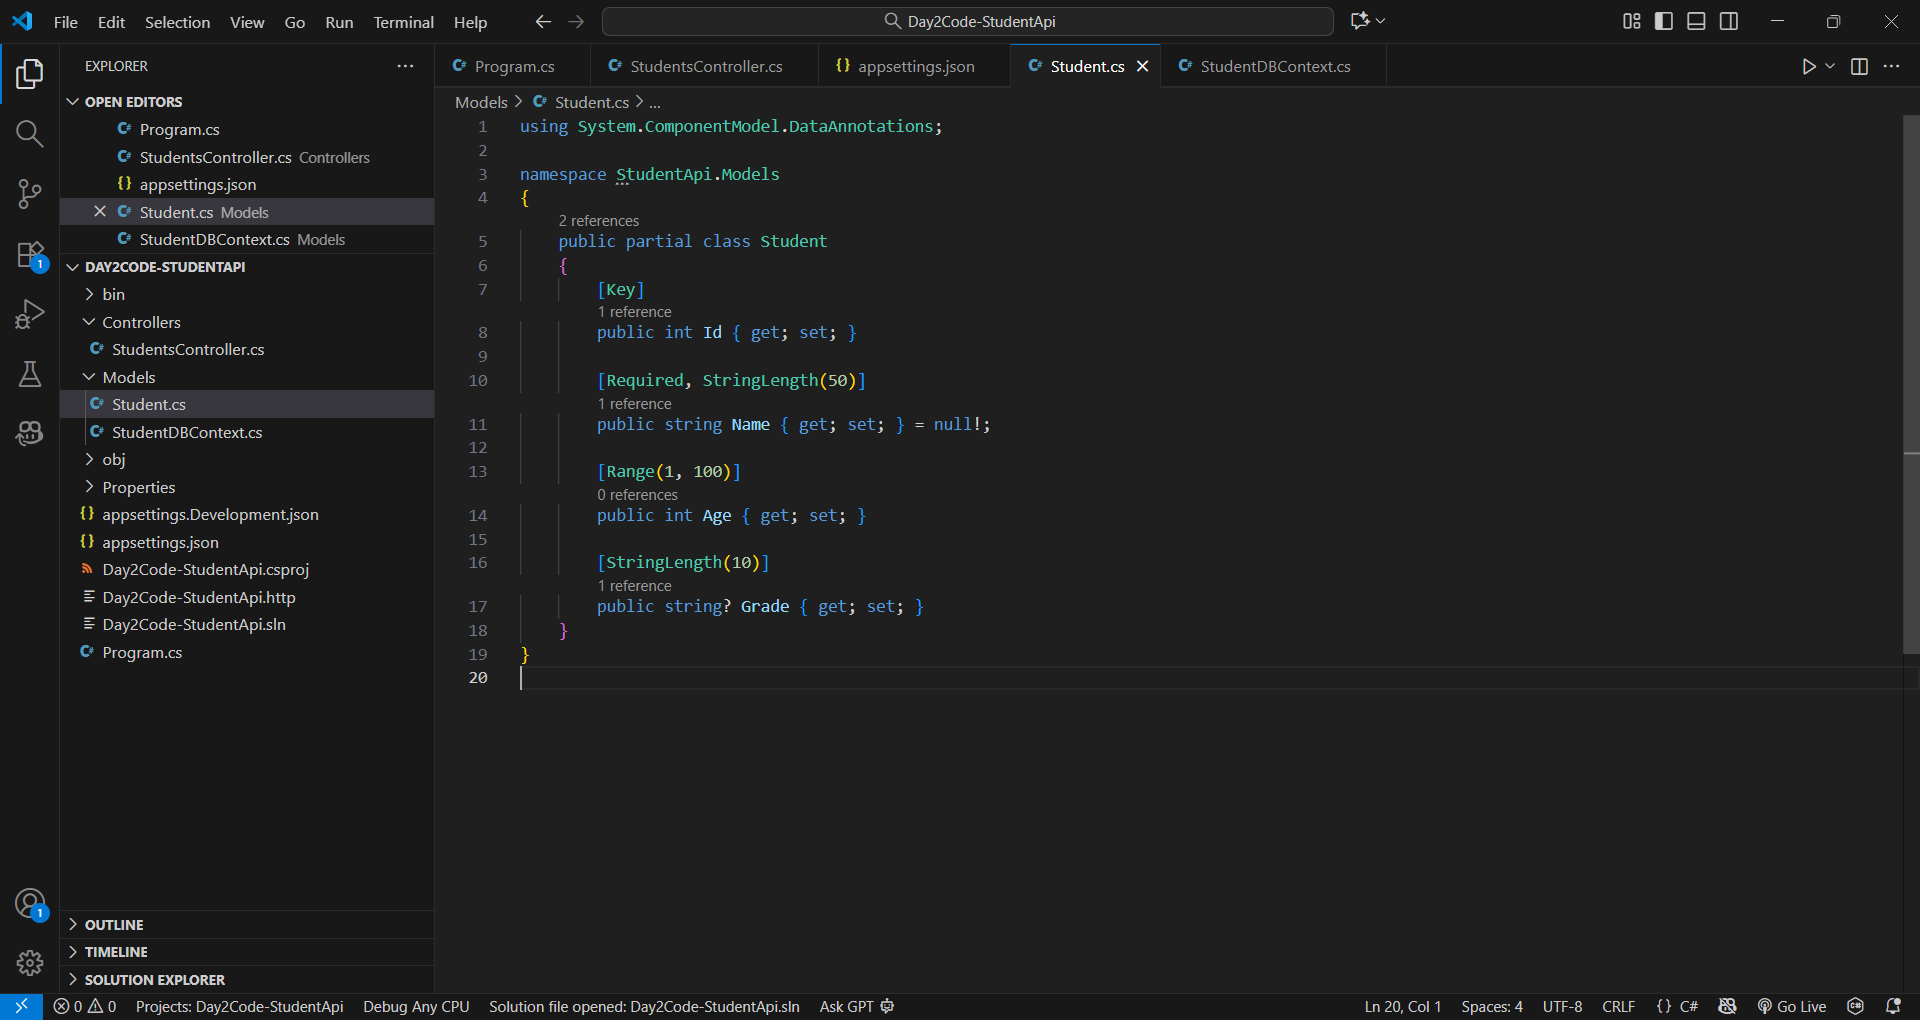 File Edit Selection View Go Run Terminal Help
Day2Code-StudentApi
EXPLORER
OPEN EDITORS
Program.cs
StudentsController.cs Controllers
appsettings.json
Student.cs Models
StudentDBContext.cs Models
DAY2CODE-STUDENTAPI
bin
Controllers
StudentsController.cs
Models
Student.cs
StudentDBContext.cs
obj
Properties
appsettings.Development.json
appsettings.json
Day2Code-StudentApi.csproj
Day2Code-StudentApi.http
Day2Code-StudentApi.sln
Program.cs
OUTLINE
TIMELINE
SOLUTION EXPLORER
1
1
Program.cs StudentsController.cs appsettings.json Student.cs StudentDBContext.cs
Models > Student.cs > ...
1 using System.ComponentModel.DataAnnotations;
2
3 namespace StudentApi.Models
4 {
2 references
5 public partial class Student
6 {
7 [Key]
1 reference
8 public int Id { get; set; }
9
10 [Required, StringLength(50)]
1 reference
11 public string Name { get; set; } = null!;
12
13 [Range(1, 100)]
0 references
14 public int Age { get; set; }
15
16 [StringLength(10)]
1 reference
17 public string? Grade { get; set; }
18 }
19 }
20
0 0 Projects: Day2Code-StudentApi Debug Any CPU Solution file opened: Day2Code-StudentApi.sln Ask GPT Ln 20, Col 1 Spaces: 4 UTF-8 CRLF {} C# Go Live